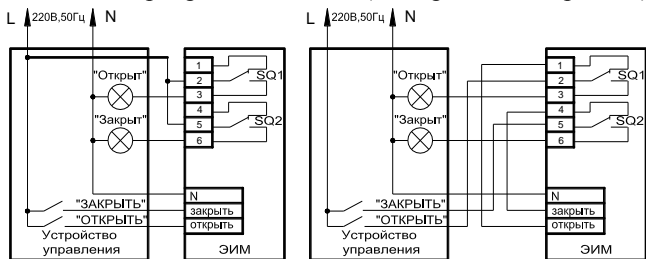 L 220В,50Гц N
"Открыт"
"Закрыт"
1
2
3
4
5
6
SQ1
SQ2
N
закрыть
открыть
"ЗАКРЫТЬ"
"ОТКРЫТЬ"
Устройство
управления
ЭИМ
L 220В,50Гц N
"Открыт"
"Закрыт"
1
2
3
4
5
6
SQ1
SQ2
N
закрыть
открыть
"ЗАКРЫТЬ"
"ОТКРЫТЬ"
Устройство
управления
ЭИМ